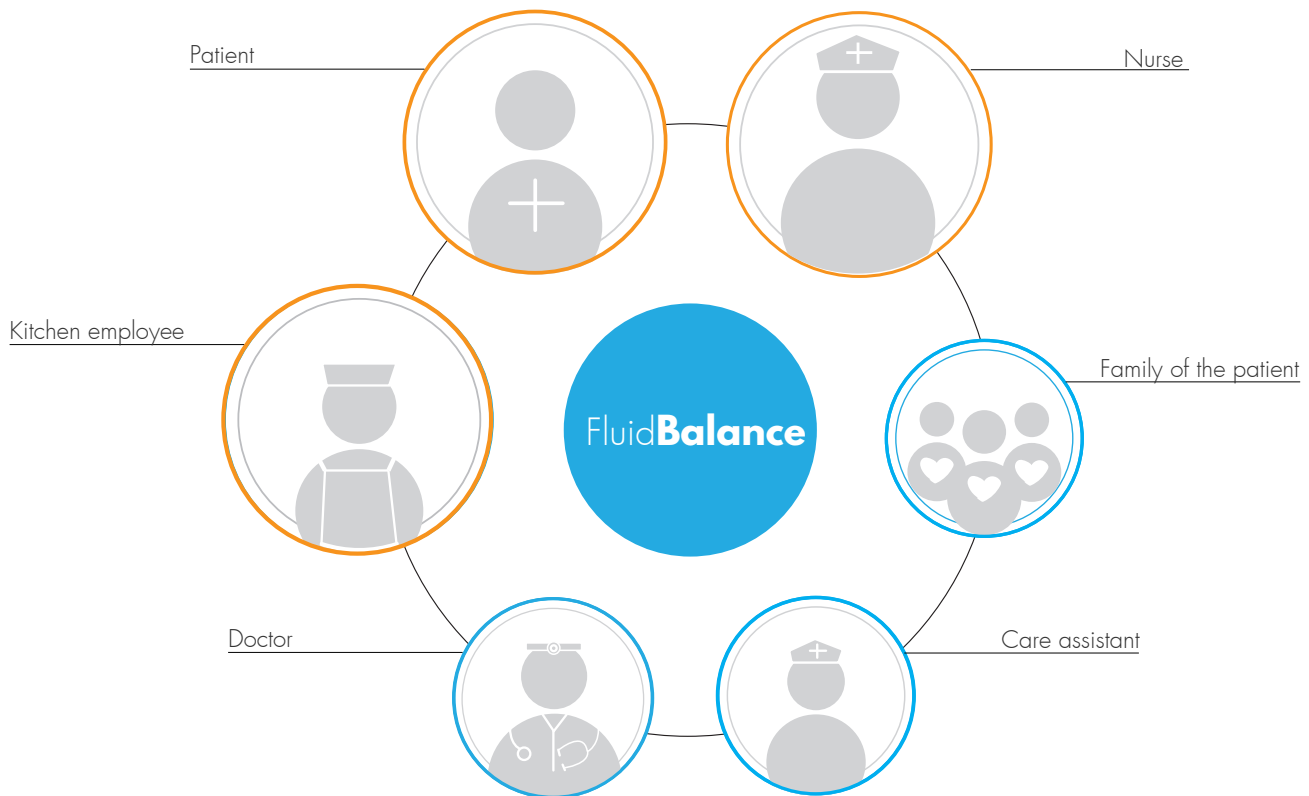 Patient
Nurse
Kitchen employee
Family of the patient
FluidBalance
Doctor
Care assistant